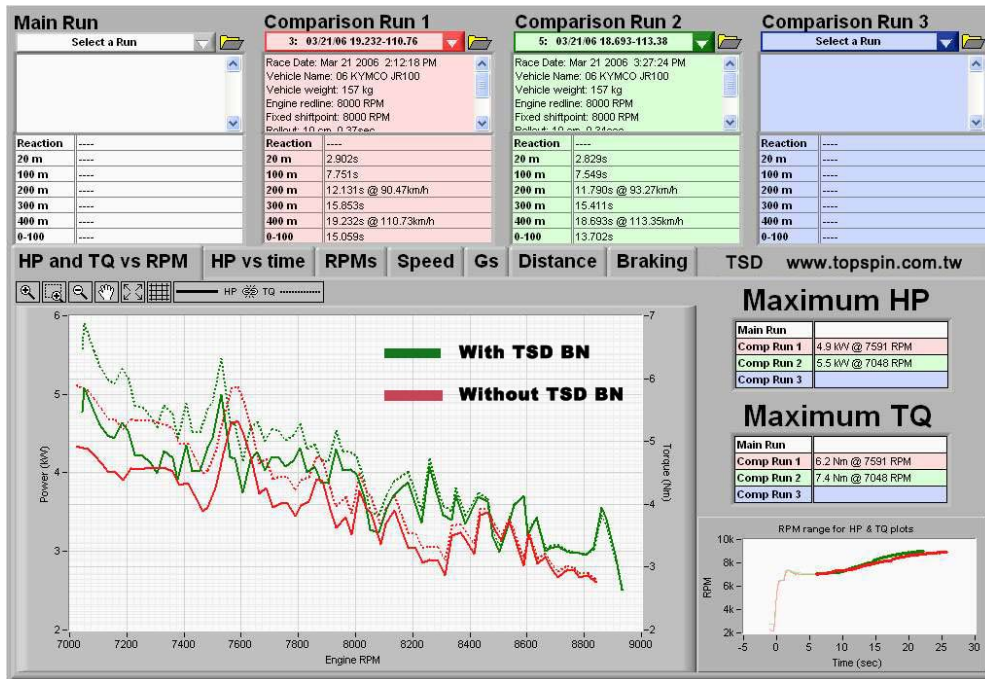 Main Run
Select a Run
Reaction ----
20 m ----
100 m ----
200 m ----
300 m ----
400 m ----
0-100 ----
Comparison Run 1
3: 03/21/06 19.232-110.76
Race Date: Mar 21 2006 2:12:18 PM
Vehicle Name: 06 KYMCO JR100
Vehicle weight: 157 kg
Engine redline: 8000 RPM
Fixed shiftpoint: 8000 RPM
Rollout: 10 cm, 0.37sec
Reaction ----
20 m 2.902s
100 m 7.751s
200 m 12.131s @ 90.47km/h
300 m 15.853s
400 m 19.232s @ 110.73km/h
0-100 15.059s
Comparison Run 2
5: 03/21/06 18.693-113.38
Race Date: Mar 21 2006 3:27:24 PM
Vehicle Name: 06 KYMCO JR100
Vehicle weight: 157 kg
Engine redline: 8000 RPM
Fixed shiftpoint: 8000 RPM
Rollout: 10 cm, 0.34sec
Reaction ----
20 m 2.829s
100 m 7.549s
200 m 11.790s @ 93.27km/h
300 m 15.411s
400 m 18.693s @ 113.35km/h
0-100 13.702s
Comparison Run 3
Select a Run
Reaction ----
20 m ----
100 m ----
200 m ----
300 m ----
400 m ----
0-100 ----
HP and TQ vs RPM HP vs time RPMs Speed Gs Distance Braking TSD www.topspin.com.tw
HP TQ
With TSD BN
Without TSD BN
Power (kW)
6
5
4
3
2
Torque (Nm)
7
6
5
4
3
2
7000 7200 7400 7600 7800 8000 8200 8400 8600 8800 9000
Engine RPM
Maximum HP
Main Run
Comp Run 1 4.9 kW @ 7591 RPM
Comp Run 2 5.5 kW @ 7048 RPM
Comp Run 3
Maximum TQ
Main Run
Comp Run 1 6.2 Nm @ 7591 RPM
Comp Run 2 7.4 Nm @ 7048 RPM
Comp Run 3
RPM range for HP & TQ plots
RPM
10k
8k
6k
4k
2k
-5 0 5 10 15 20 25 30
Time (sec)